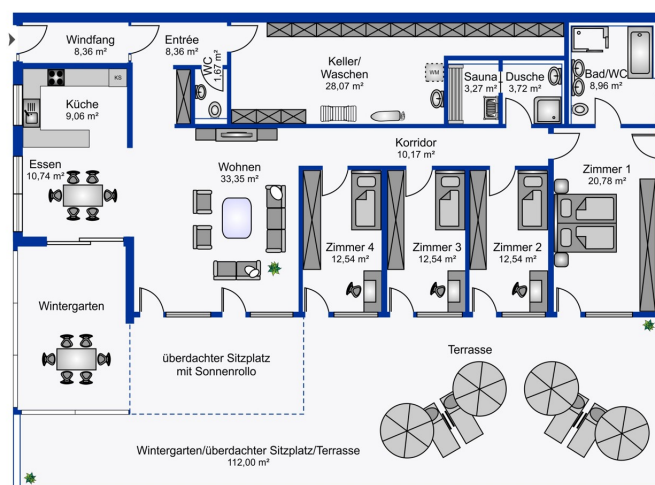 Windfang
8,36 m²
Entrée
8,36 m²
WC
1,67 m²
Keller/
Waschen
28,07 m²
WM
Sauna
3,27 m²
Dusche
3,72 m²
Bad/WC
8,96 m²
KS
Küche
9,06 m²
Korridor
10,17 m²
Essen
10,74 m²
Wohnen
33,35 m²
Zimmer 1
20,78 m²
Zimmer 4
12,54 m²
Zimmer 3
12,54 m²
Zimmer 2
12,54 m²
Wintergarten
überdachter Sitzplatz
mit Sonnenrollo
Terrasse
Wintergarten/überdachter Sitzplatz/Terrasse
112,00 m²